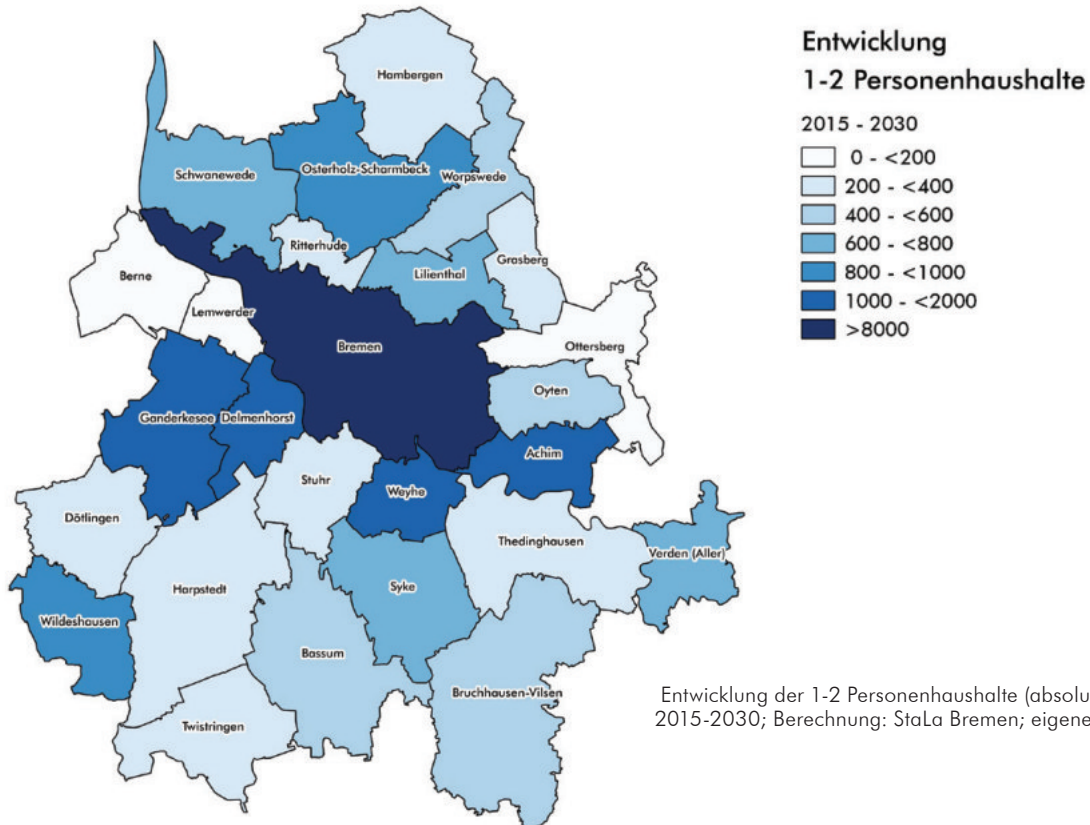 Entwicklung
1-2 Personenhaushalte
2015 - 2030
0 - <200
200 - <400
400 - <600
600 - <800
800 - <1000
1000 - <2000
>8000
Hambergen
Schwanewede
Osterholz-Scharmbeck
Worpswede
Ritterhude
Lilienthal
Grasberg
Berne
Lemwerder
Bremen
Ottersberg
Oyten
Ganderkesee
Delmenhorst
Achim
Stuhr
Weyhe
Dötlingen
Thedinghausen
Verden (Aller)
Harpstedt
Syke
Wildeshausen
Bassum
Bruchhausen-Vilsen
Twistringen
Entwicklung der 1-2 Personenhaushalte (absolu
2015-2030; Berechnung: StaLa Bremen; eigene